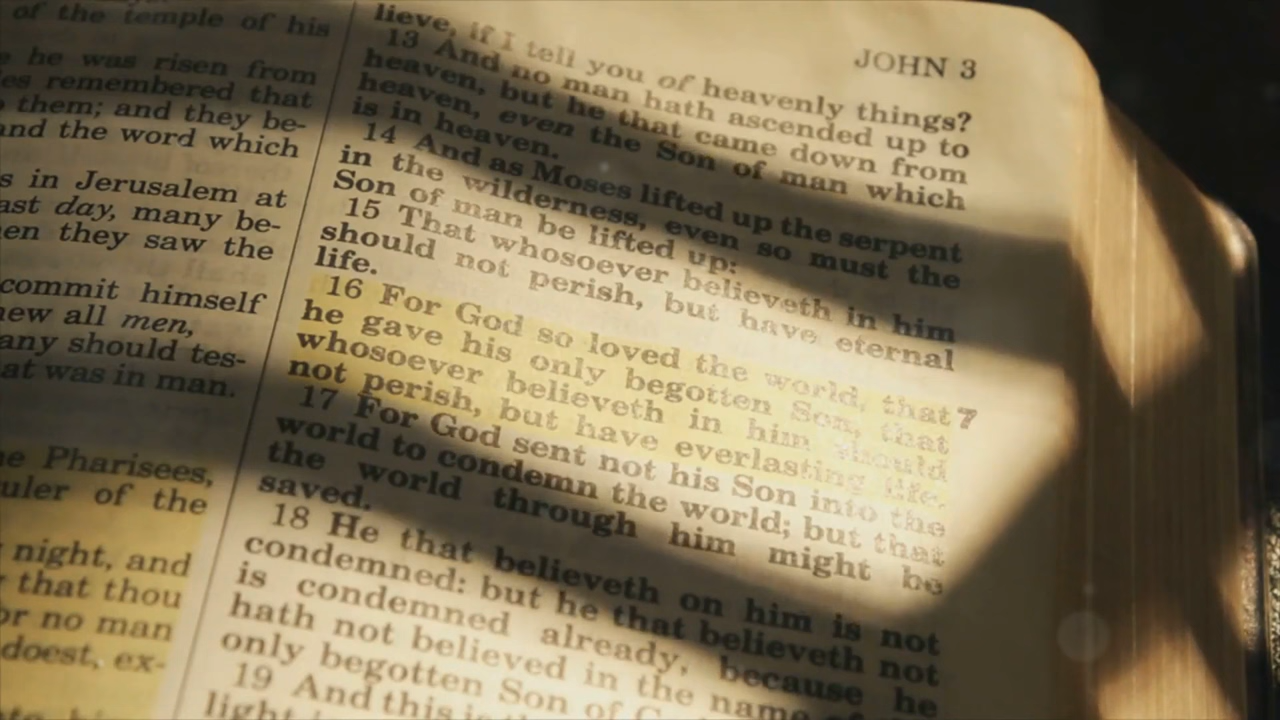 of the temple of his
he was risen from
es remembered that
them; and they be-
and the word which
s in Jerusalem at
ast day, many be-
en they saw the
commit himself
new all men,
any should tes-
at was in man.
he Pharisees,
uler of the
night, and
that thou
or no man
doest, ex-
JOHN 3
lieve, if I tell you of heavenly things?
13 And no man hath ascended up to
heaven, but he that came down from
heaven, even the Son of man which
is in heaven.
14 And as Moses lifted up the serpent
in the wilderness, even so must the
Son of man be lifted up:
15 That whosoever believeth in him
should not perish, but have eternal
life.
16 For God so loved the world, that 7
he gave his only begotten Son, that
whosoever believeth in him should
not perish, but have everlasting life.
17 For God sent not his Son into the
world to condemn the world; but that
the world through him might be
saved.
18 He that believeth on him is not
condemned: but he that believeth not
is condemned already, because he
hath not believed in the name of
only begotten Son of
19 And this is
light